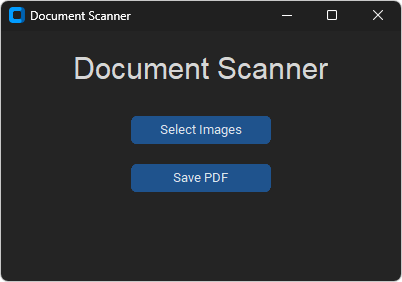 Document Scanner
Document Scanner
Select Images
Save PDF